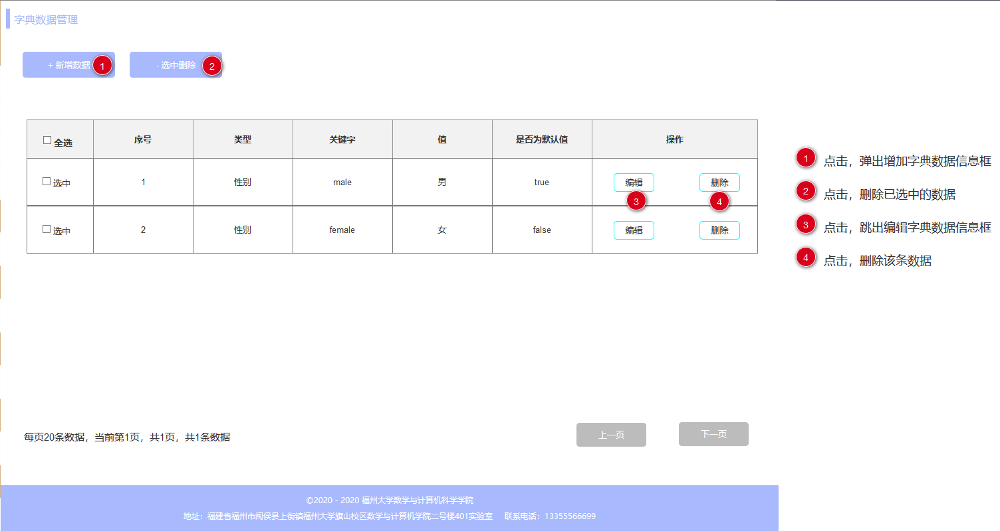 字典数据管理
+ 新增数据 1
- 选中删除 2
全选 序号 类型 关键字 值 是否为默认值 操作
选中 1 性别 male 男 true 编辑 删除
3 4
选中 2 性别 female 女 false 编辑 删除
1 点击，弹出增加字典数据信息框
2 点击，删除已选中的数据
3 点击，跳出编辑字典数据信息框
4 点击，删除该条数据
每页20条数据，当前第1页，共1页，共1条数据
上一页 下一页
©2020 - 2020 福州大学数学与计算机科学学院
地址：福建省福州市闽侯县上街镇福州大学旗山校区数学与计算机学院二号楼401实验室 联系电话：13355566699